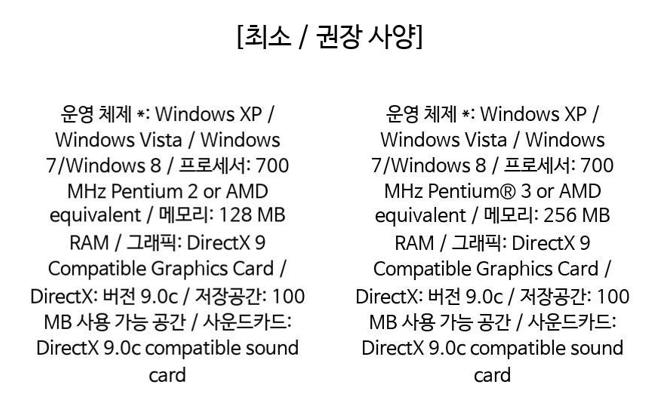 [최소 / 권장 사양]
운영 체제 *: Windows XP /
Windows Vista / Windows
7/Windows 8 / 프로세서: 700
MHz Pentium 2 or AMD
equivalent / 메모리: 128 MB
RAM / 그래픽: DirectX 9
Compatible Graphics Card /
DirectX: 버전 9.0c / 저장공간: 100
MB 사용 가능 공간 / 사운드카드:
DirectX 9.0c compatible sound
card
운영 체제 *: Windows XP /
Windows Vista / Windows
7/Windows 8 / 프로세서: 700
MHz Pentium® 3 or AMD
equivalent / 메모리: 256 MB
RAM / 그래픽: DirectX 9
Compatible Graphics Card /
DirectX: 버전 9.0c / 저장공간: 100
MB 사용 가능 공간 / 사운드카드:
DirectX 9.0c compatible sound
card